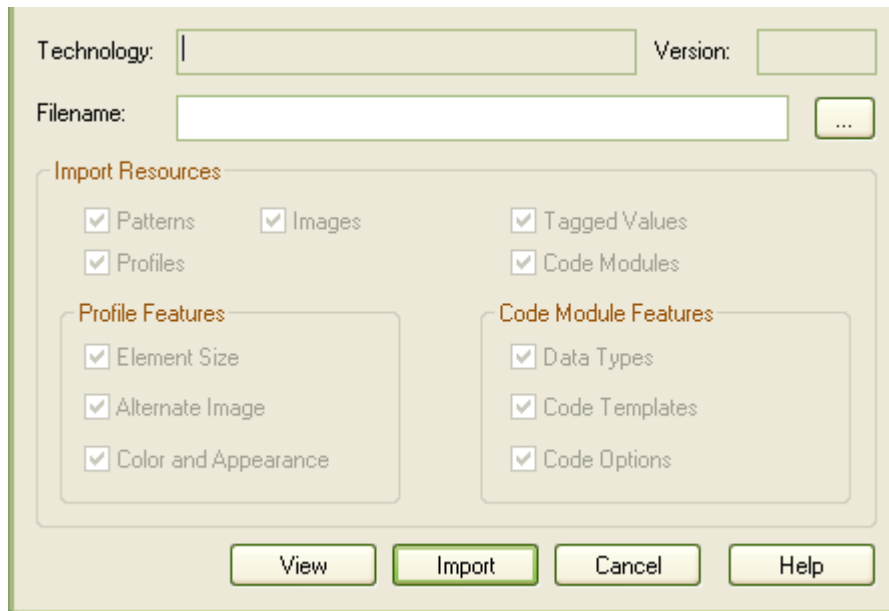 Technology: Version:
Filename: ...
Import Resources
Patterns Images Tagged Values
Profiles Code Modules
Profile Features Code Module Features
Element Size Data Types
Alternate Image Code Templates
Color and Appearance Code Options
View Import Cancel Help